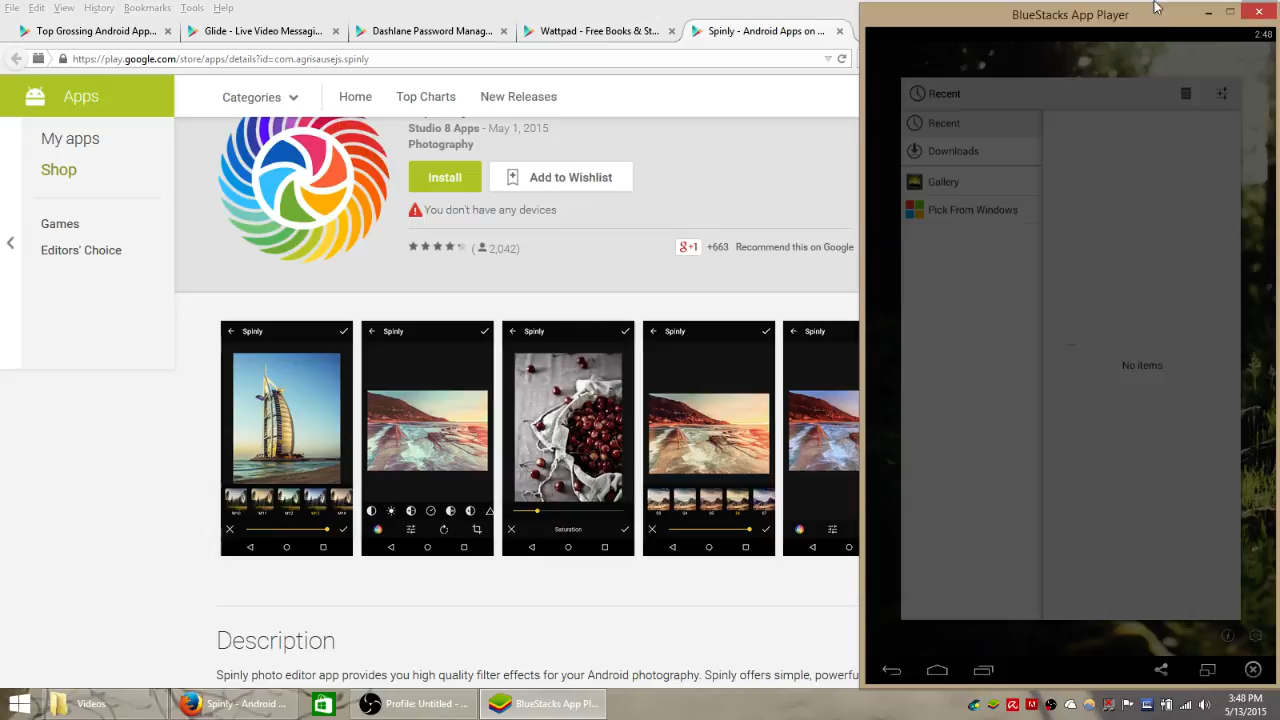 File Edit View History Bookmarks Tools Help
BlueStacks App Player
Top Grossing Android App... × Glide - Live Video Messagi... × Dashlane Password Manag... × Wattpad - Free Books & St... × Spinly - Android Apps on ... ×
2:48
https://play.google.com/store/apps/details?id=com.agrisausejs.spinly
Apps
Categories Home Top Charts New Releases
My apps
Shop
Games
Editors' Choice
Studio 8 Apps - May 1, 2015
Photography
Install Add to Wishlist
You don't have any devices
(2,042)
g+1 +663 Recommend this on Google
Spinly Spinly Spinly Spinly Spinly
Saturation
Description
Spinly photo editor app provides you high quality filter effects for your Android photography. Spinly offers simple, powerfu
Recent
Recent
Downloads
Gallery
Pick From Windows
No items
Videos Spinly - Android ... Profile: Untitled - ... BlueStacks App Pl...
3:48 PM
5/13/2015